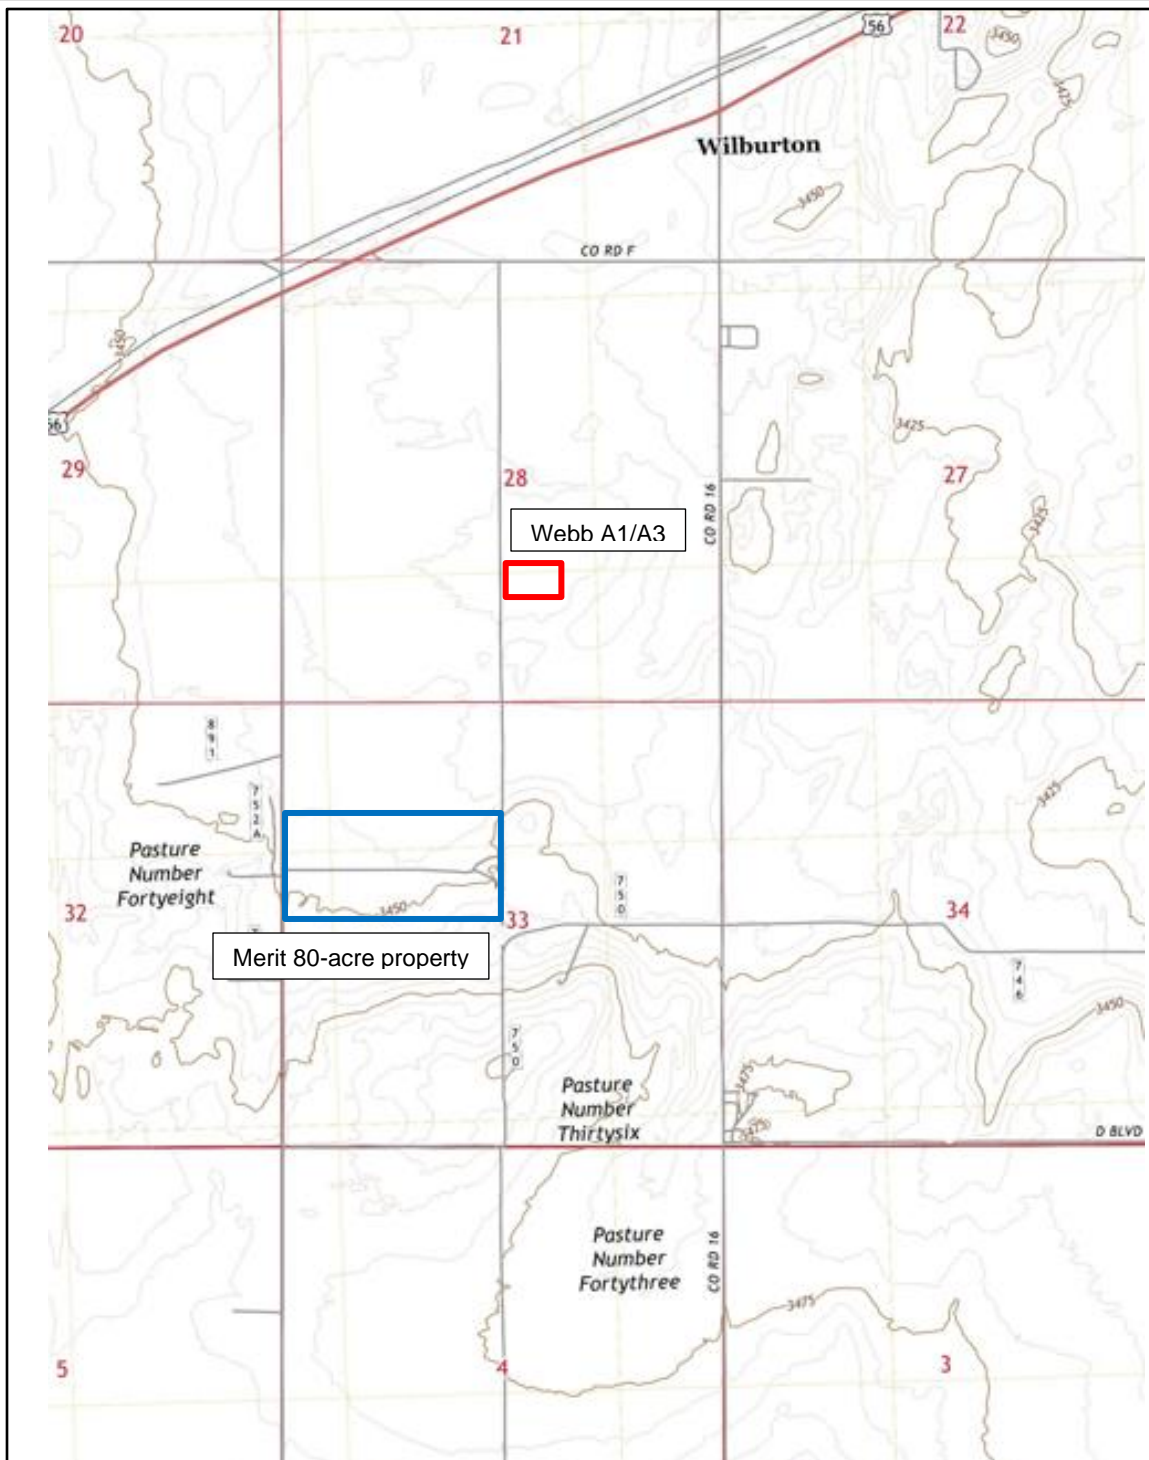 20
21
22
56
3450
3425
Wilburton
3450
CO RD F
3450
56
3425
29
28
27
CO RD 16
3425
Webb A1/A3
891
752A
3425
Pasture
Number
Fortyeight
750
32
3450
33
34
Merit 80-acre property
746
3450
750
3475
Pasture
Number
Thirtysix
3475
D BLVD
Pasture
Number
Fortythree
CO RD 16
3475
5
4
3